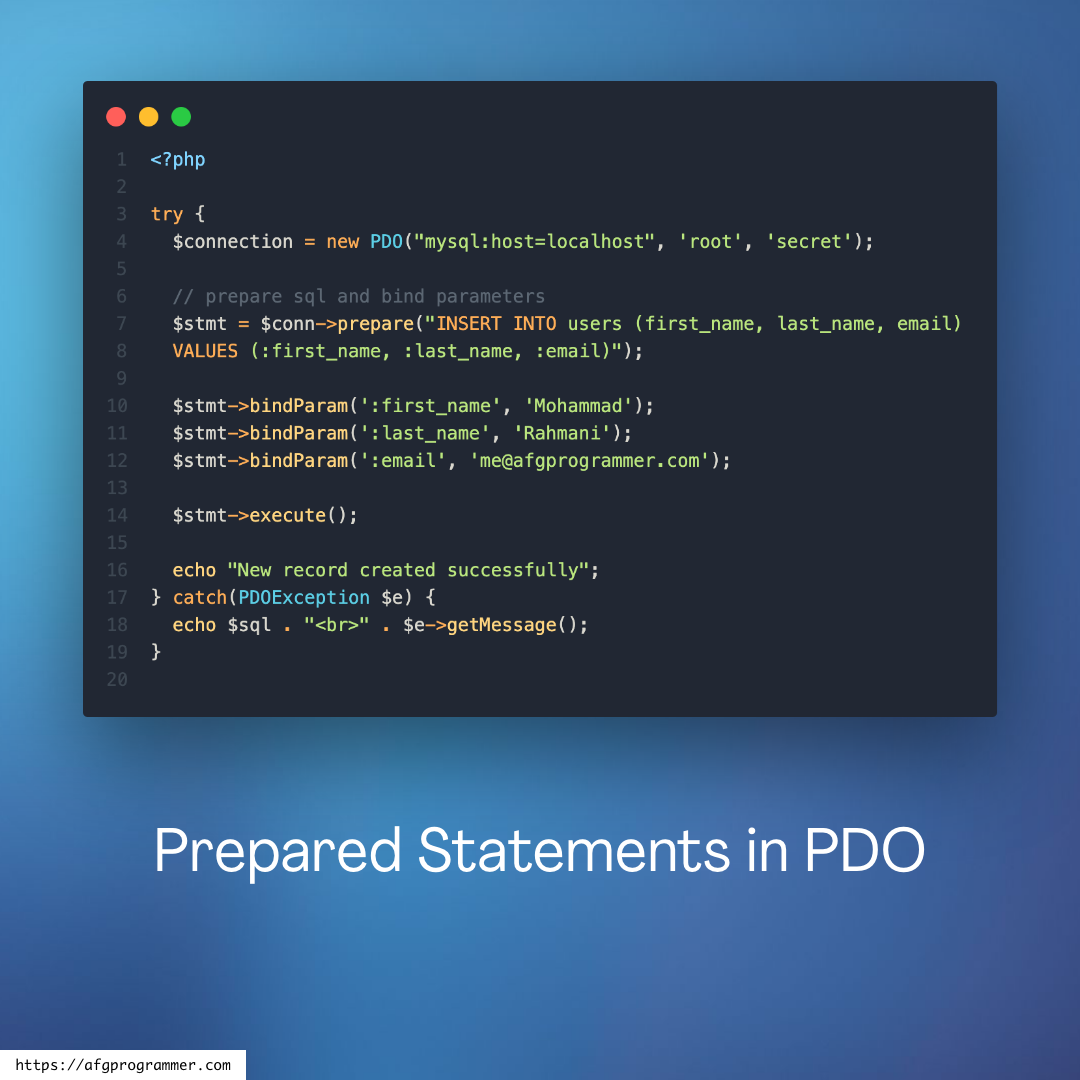 1 <?php
2
3 try {
4   $connection = new PDO("mysql:host=localhost", 'root', 'secret');
5
6   // prepare sql and bind parameters
7   $stmt = $conn->prepare("INSERT INTO users (first_name, last_name, email)
8   VALUES (:first_name, :last_name, :email)");
9
10   $stmt->bindParam(':first_name', 'Mohammad');
11   $stmt->bindParam(':last_name', 'Rahmani');
12   $stmt->bindParam(':email', 'me@afgprogrammer.com');
13
14   $stmt->execute();
15
16   echo "New record created successfully";
17 } catch(PDOException $e) {
18   echo $sql . "<br>" . $e->getMessage();
19 }
20
Prepared Statements in PDO
https://afgprogrammer.com